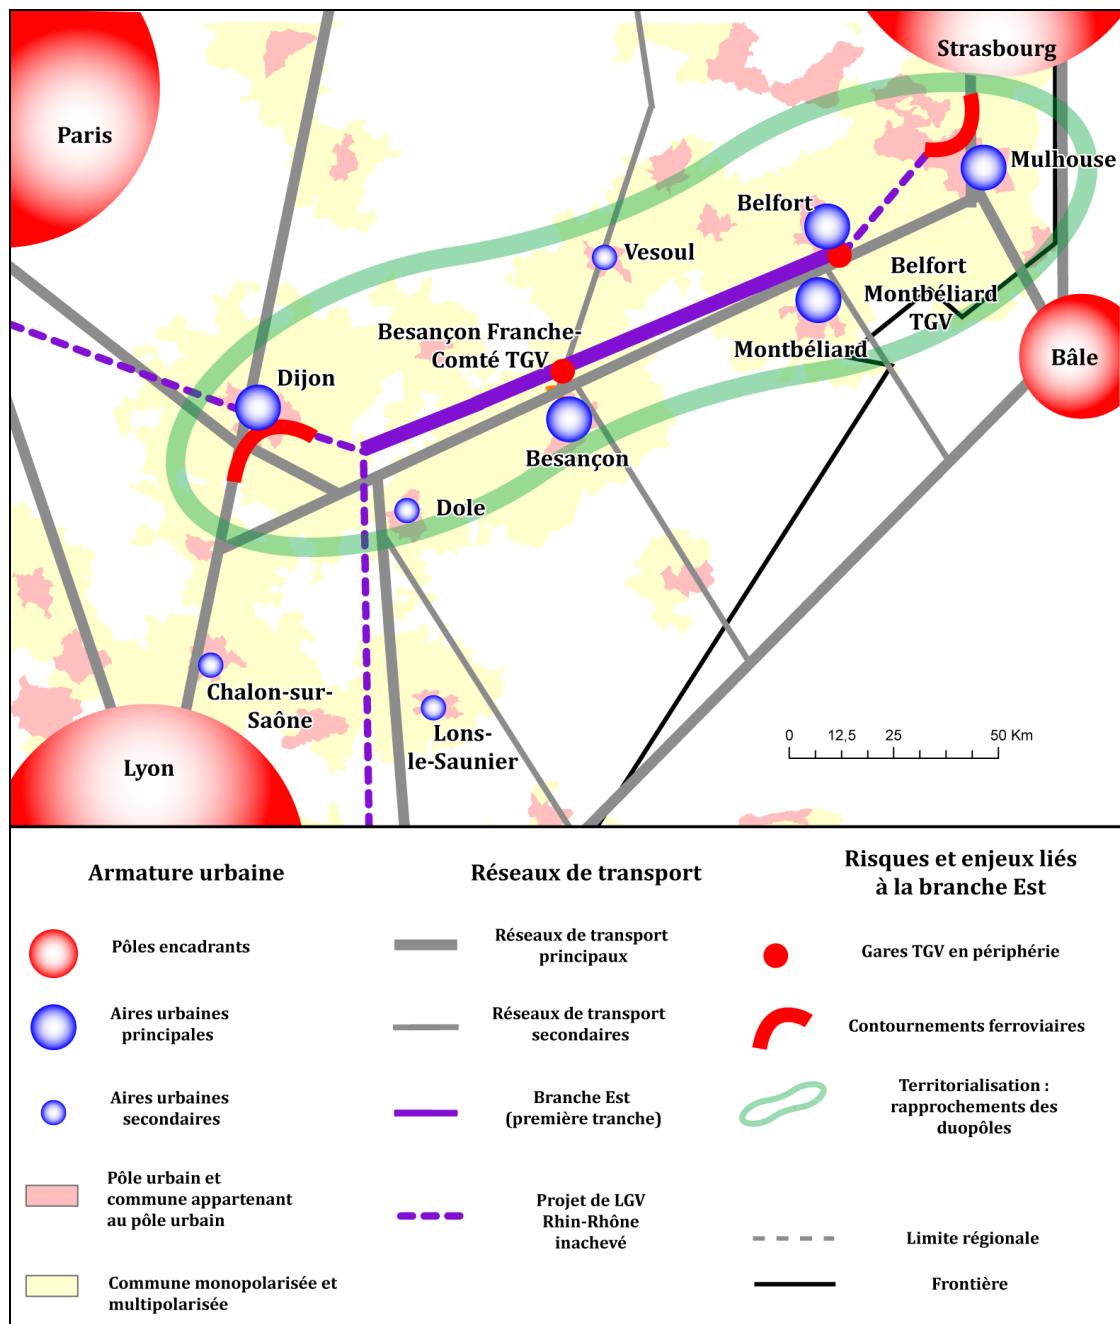 Strasbourg
Paris
Mulhouse
Belfort
Vesoul
Belfort
Montbéliard
TGV
Besançon Franche-
Comté TGV
Montbéliard
Bâle
Dijon
Besançon
Dole
Chalon-sur-
Saône
Lons-
le-Saunier
Lyon
0 12,5 25 50 Km
Armature urbaine
Pôles encadrants
Aires urbaines
principales
Aires urbaines
secondaires
Pôle urbain et
commune appartenant
au pôle urbain
Commune monopolarisée et
multipolarisée
Réseaux de transport
Réseaux de transport
principaux
Réseaux de transport
secondaires
Branche Est
(première tranche)
Projet de LGV
Rhin-Rhône
inachevé
Risques et enjeux liés
à la branche Est
Gares TGV en périphérie
Contournements ferroviaires
Territorialisation :
rapprochements des
duopôles
Limite régionale
Frontière